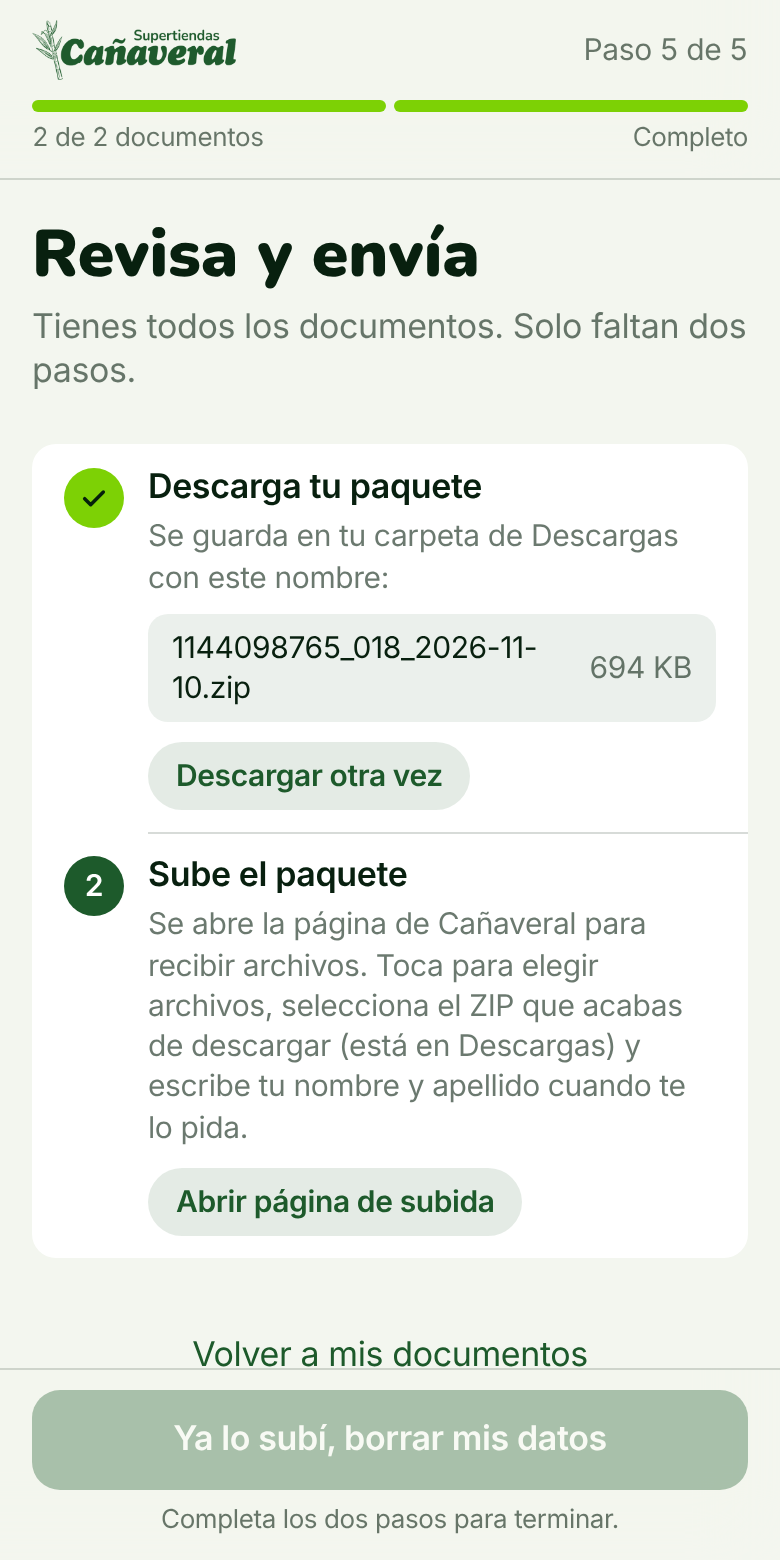 Supertiendas
Cañaveral
Paso 5 de 5
2 de 2 documentos
Completo
Revisa y envía
Tienes todos los documentos. Solo faltan dos
pasos.
Descarga tu paquete
Se guarda en tu carpeta de Descargas
con este nombre:
1144098765_018_2026-11-
10.zip
694 KB
Descargar otra vez
2
Sube el paquete
Se abre la página de Cañaveral para
recibir archivos. Toca para elegir
archivos, selecciona el ZIP que acabas
de descargar (está en Descargas) y
escribe tu nombre y apellido cuando te
lo pida.
Abrir página de subida
Volver a mis documentos
Ya lo subí, borrar mis datos
Completa los dos pasos para terminar.